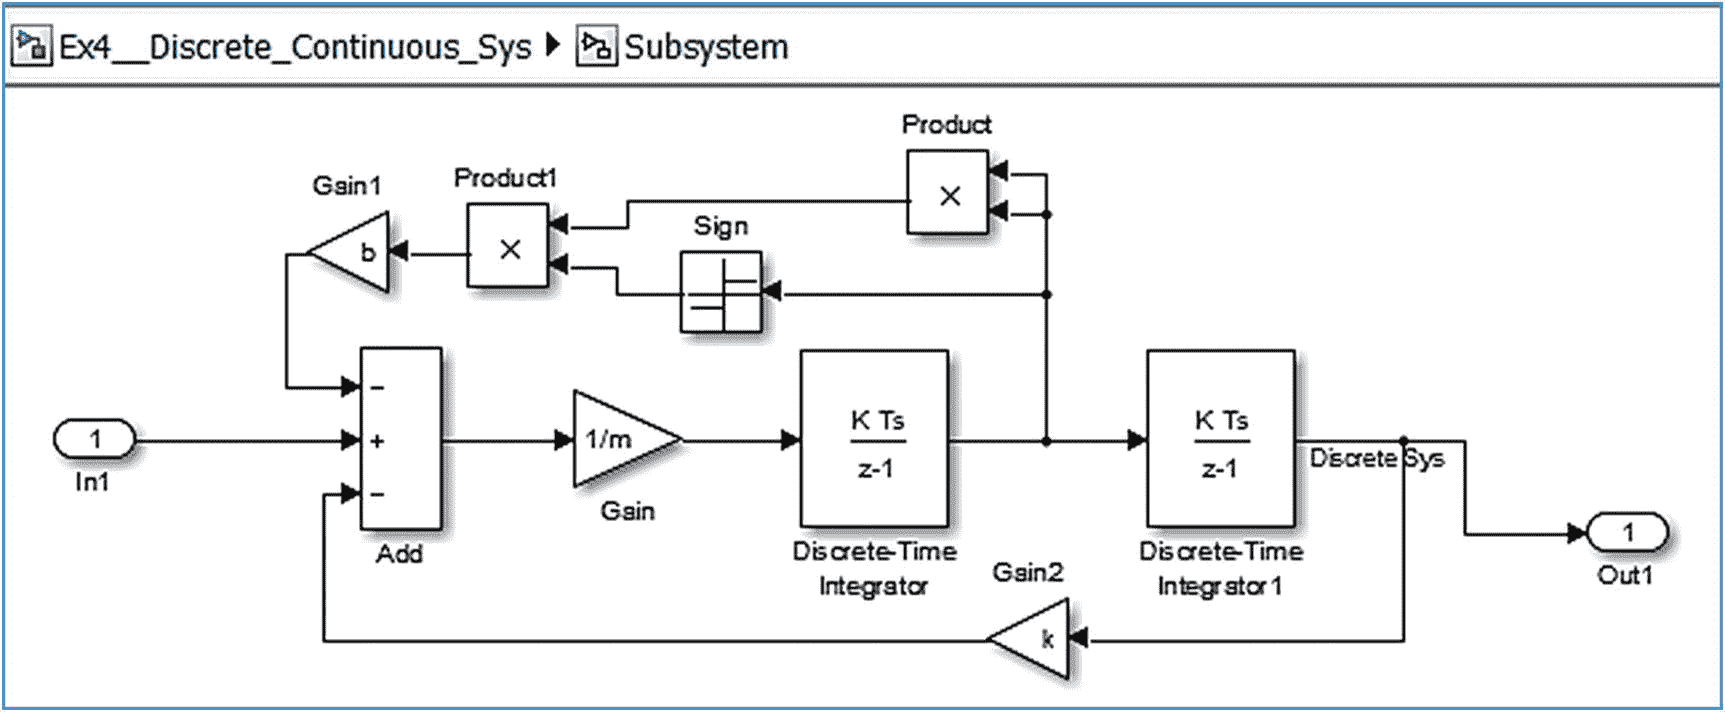 Ex4__Discrete_Continuous_Sys Subsystem
Product
Product1
Gain1
×
Sign
b
×
−
K Ts
K Ts
1
+
1/m
z-1
z-1
Discrete Sys
In1
−
Gain
1
Add
Discrete-Time
Integrator
Discrete-Time
Integrator1
Gain2
Out1
k